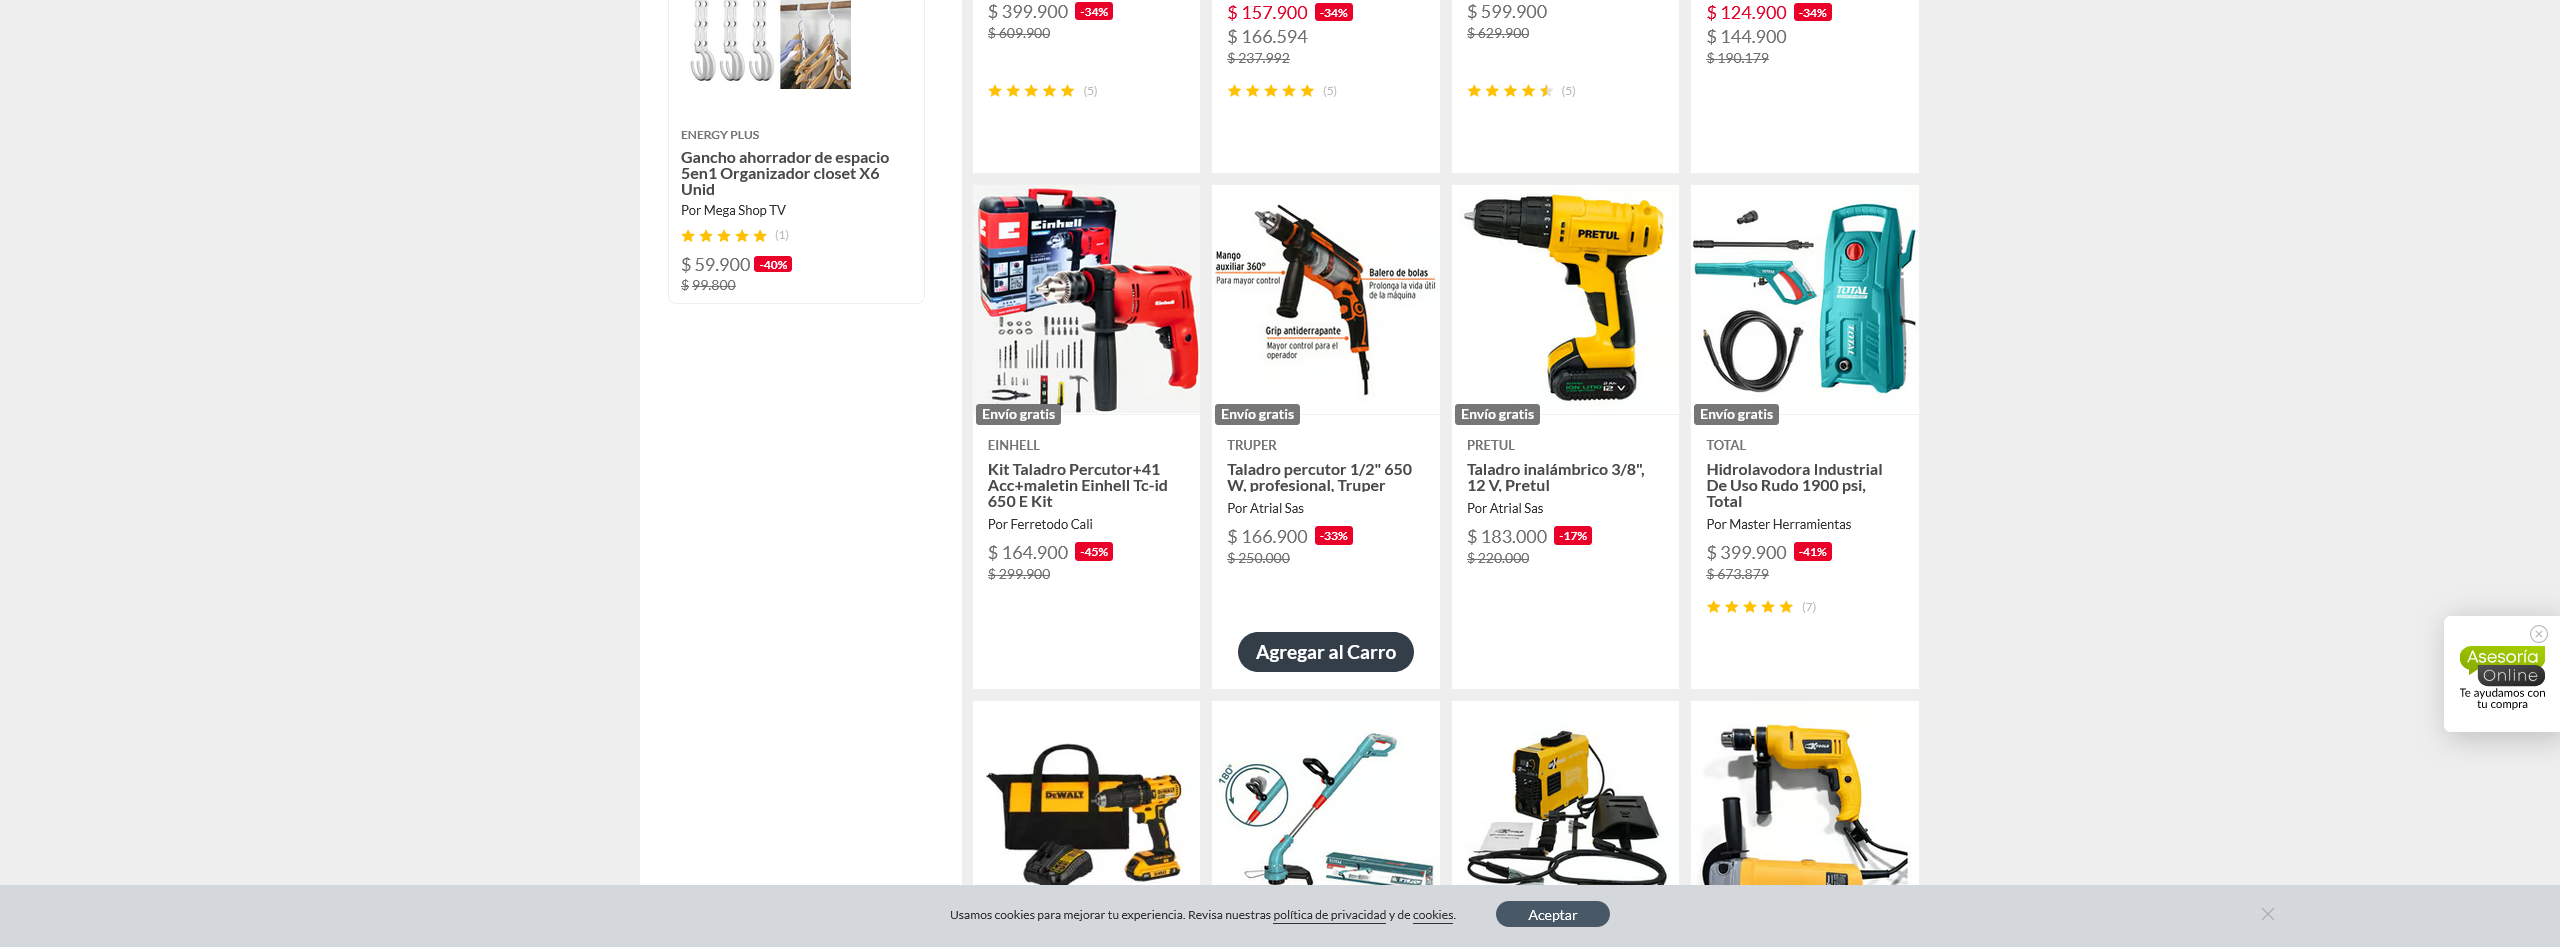 $ 399.900 -34%
$ 609.900
(5)
$ 157.900 -34%
$ 166.594
$ 237.992
(5)
$ 599.900
$ 629.900
(5)
$ 124.900 -34%
$ 144.900
$ 190.179
ENERGY PLUS
Gancho ahorrador de espacio
5en1 Organizador closet X6
Unid
Por Mega Shop TV
(1)
$ 59.900 -40%
$ 99.800
Einhell
Einhell
Envío gratis
EINHELL
Kit Taladro Percutor+41
Acc+maletin Einhell Tc-id
650 E Kit
Por Ferretodo Cali
$ 164.900 -45%
$ 299.900
Mango
auxiliar 360°
Para mayor control
Balero de bolas
Prolonga la vida útil
de la máquina
Grip antiderrapante
Mayor control para el
operador
Envío gratis
TRUPER
Taladro percutor 1/2" 650
W, profesional, Truper
Por Atrial Sas
$ 166.900 -33%
$ 250.000
Agregar al Carro
PRETUL
12 V
Envío gratis
PRETUL
Taladro inalámbrico 3/8",
12 V, Pretul
Por Atrial Sas
$ 183.000 -17%
$ 220.000
TOTAL
TOTAL
Envío gratis
TOTAL
Hidrolavodora Industrial
De Uso Rudo 1900 psi,
Total
Por Master Herramientas
$ 399.900 -41%
$ 673.879
(7)
DEWALT
180°
Asesoría
Online
Te ayudamos con
tu compra
Usamos cookies para mejorar tu experiencia. Revisa nuestras política de privacidad y de cookies.
Aceptar